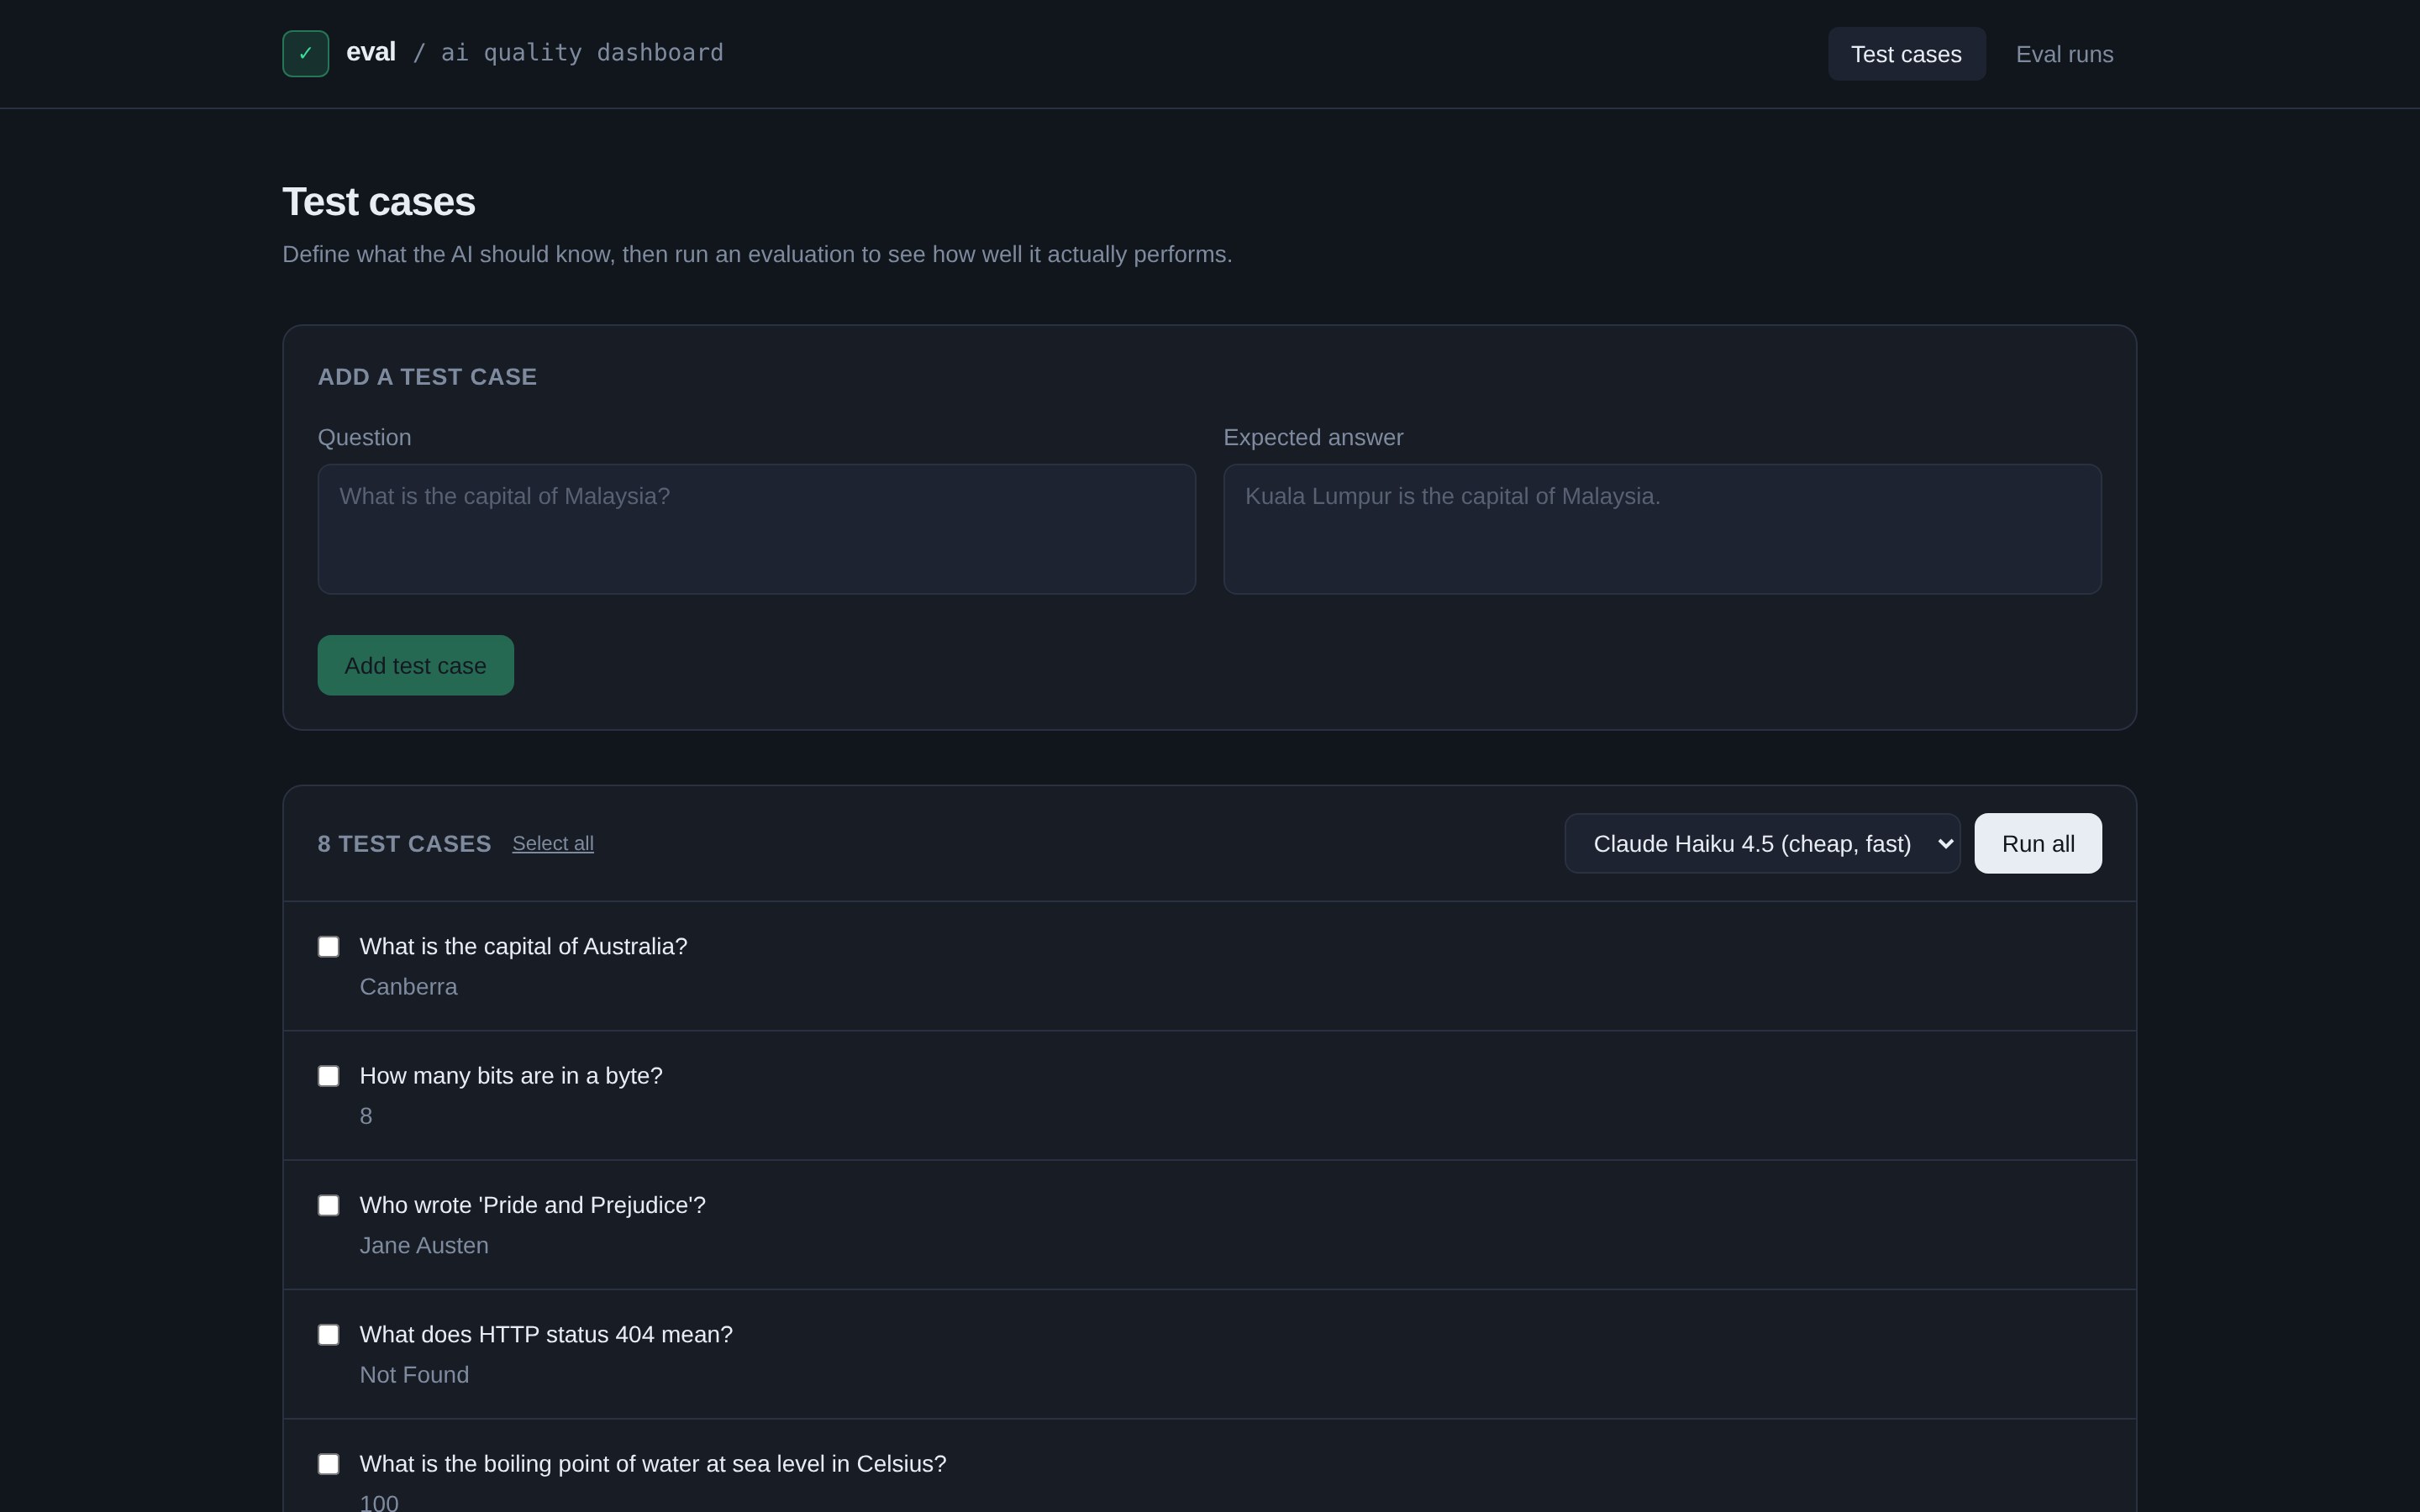 ✓ eval / ai quality dashboard
Test cases
Eval runs
Test cases
Define what the AI should know, then run an evaluation to see how well it actually performs.
ADD A TEST CASE
Question
Expected answer
What is the capital of Malaysia?
Kuala Lumpur is the capital of Malaysia.
Add test case
8 TEST CASES Select all
Claude Haiku 4.5 (cheap, fast)
Run all
What is the capital of Australia?
Canberra
How many bits are in a byte?
8
Who wrote 'Pride and Prejudice'?
Jane Austen
What does HTTP status 404 mean?
Not Found
What is the boiling point of water at sea level in Celsius?
100